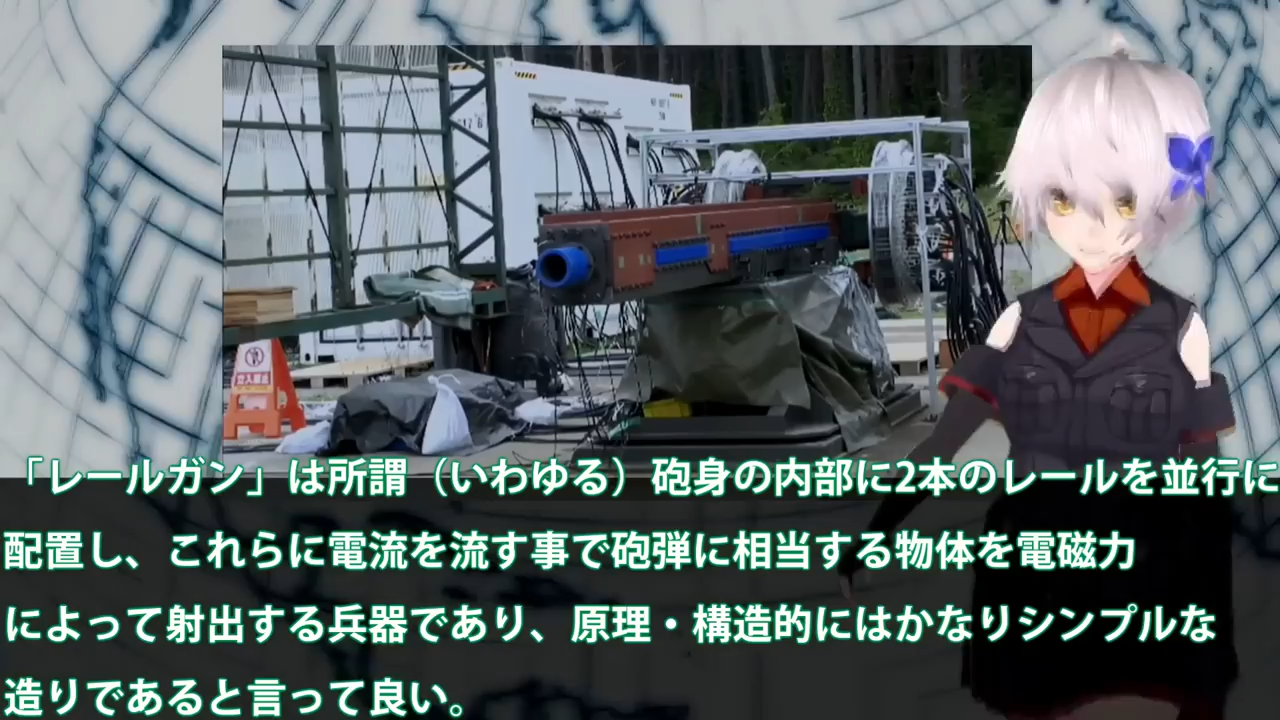 立入禁止
「レールガン」は所謂（いわゆる）砲身の内部に2本のレールを並行に
配置し、これらに電流を流す事で砲弾に相当する物体を電磁力
によって射出する兵器であり、原理・構造的にはかなりシンプルな
造りであると言って良い。